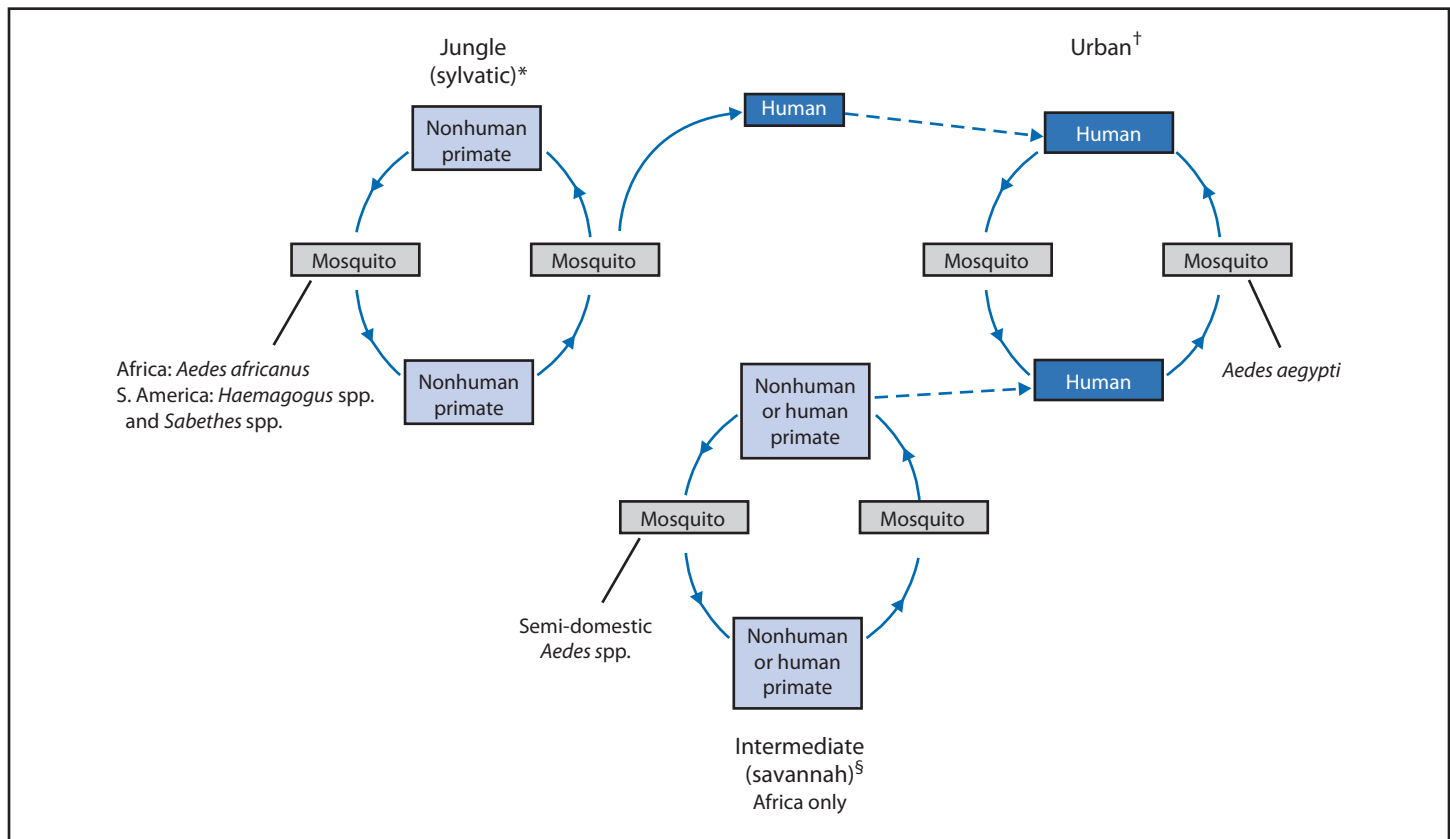 Jungle
(sylvatic)*
Urban†
Human
Nonhuman
primate
Human
Mosquito
Mosquito
Mosquito
Mosquito
Africa: Aedes africanus
S. America: Haemagogus spp.
and Sabethes spp.
Nonhuman
primate
Nonhuman
or human
primate
Human
Aedes aegypti
Mosquito
Mosquito
Semi-domestic
Aedes spp.
Nonhuman
or human
primate
Intermediate
(savannah)§
Africa only